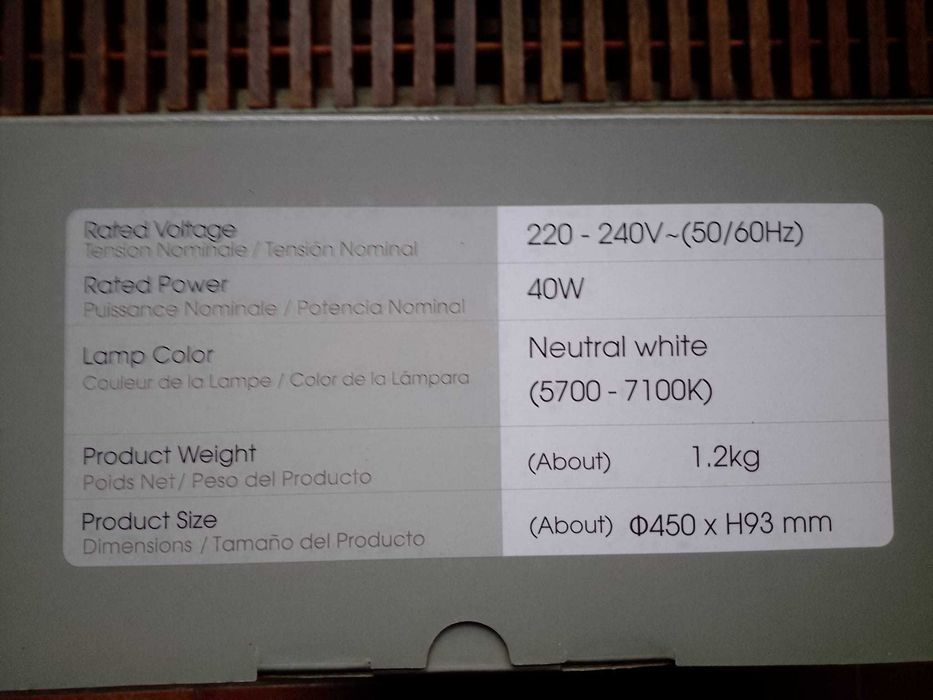 Rated Voltage
Tension Nominale / Tensión Nominal
220 - 240V~(50/60Hz)
Rated Power
Puissance Nominale / Potencia Nominal
40W
Lamp Color
Couleur de la Lampe / Color de la Lámpara
Neutral white
(5700 - 7100K)
Product Weight
Poids Net/ Peso del Producto
(About) 1.2kg
Product Size
Dimensions / Tamaño del Producto
(About) Φ450 x H93 mm